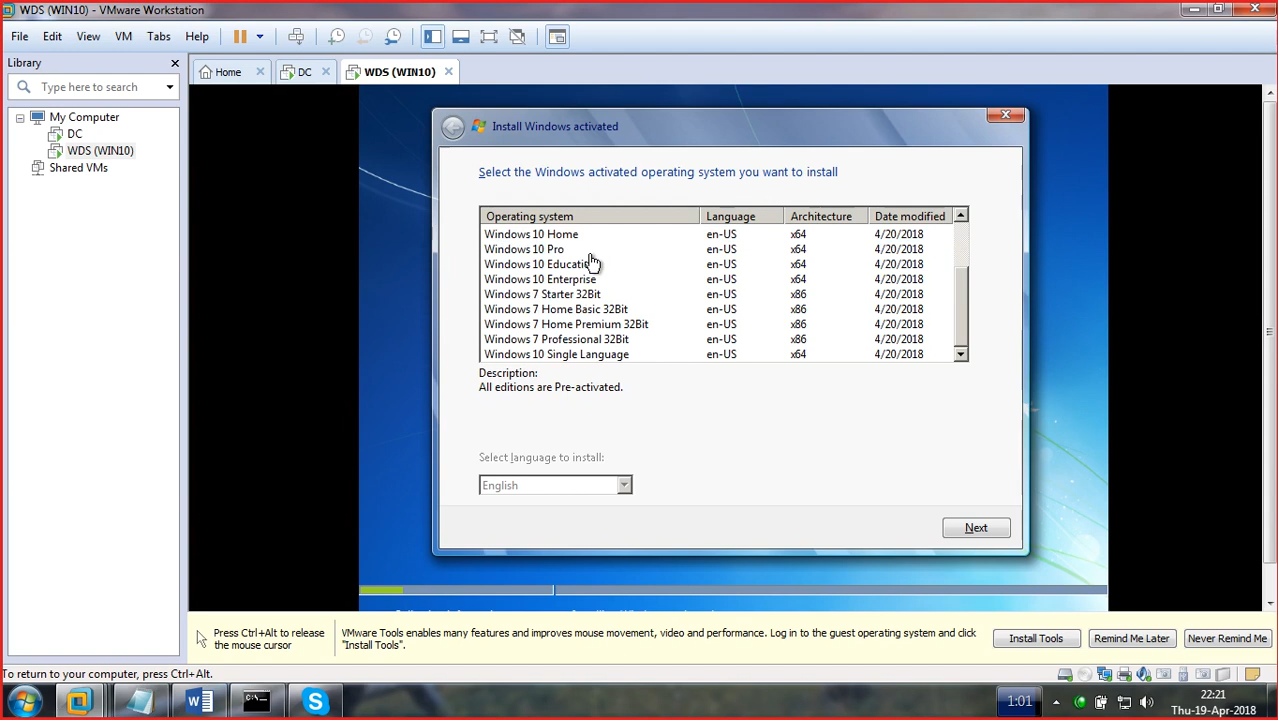 WDS (WIN10) - VMware Workstation
File Edit View VM Tabs Help
Library
Type here to search
My Computer
DC
WDS (WIN10)
Shared VMs
Home
DC
WDS (WIN10)
Install Windows activated
Select the Windows activated operating system you want to install
Operating system Language Architecture Date modified
Windows 10 Home en-US x64 4/20/2018
Windows 10 Pro en-US x64 4/20/2018
Windows 10 Educati en-US x64 4/20/2018
Windows 10 Enterprise en-US x64 4/20/2018
Windows 7 Starter 32Bit en-US x86 4/20/2018
Windows 7 Home Basic 32Bit en-US x86 4/20/2018
Windows 7 Home Premium 32Bit en-US x86 4/20/2018
Windows 7 Professional 32Bit en-US x86 4/20/2018
Windows 10 Single Language en-US x64 4/20/2018
Description:
All editions are Pre-activated.
Select language to install:
English
Next
Press Ctrl+Alt to release
the mouse cursor
VMware Tools enables many features and improves mouse movement, video and performance. Log in to the guest operating system and click
"Install Tools".
Install Tools
Remind Me Later
Never Remind Me
To return to your computer, press Ctrl+Alt.
1:01
22:21
Thu-19-Apr-2018